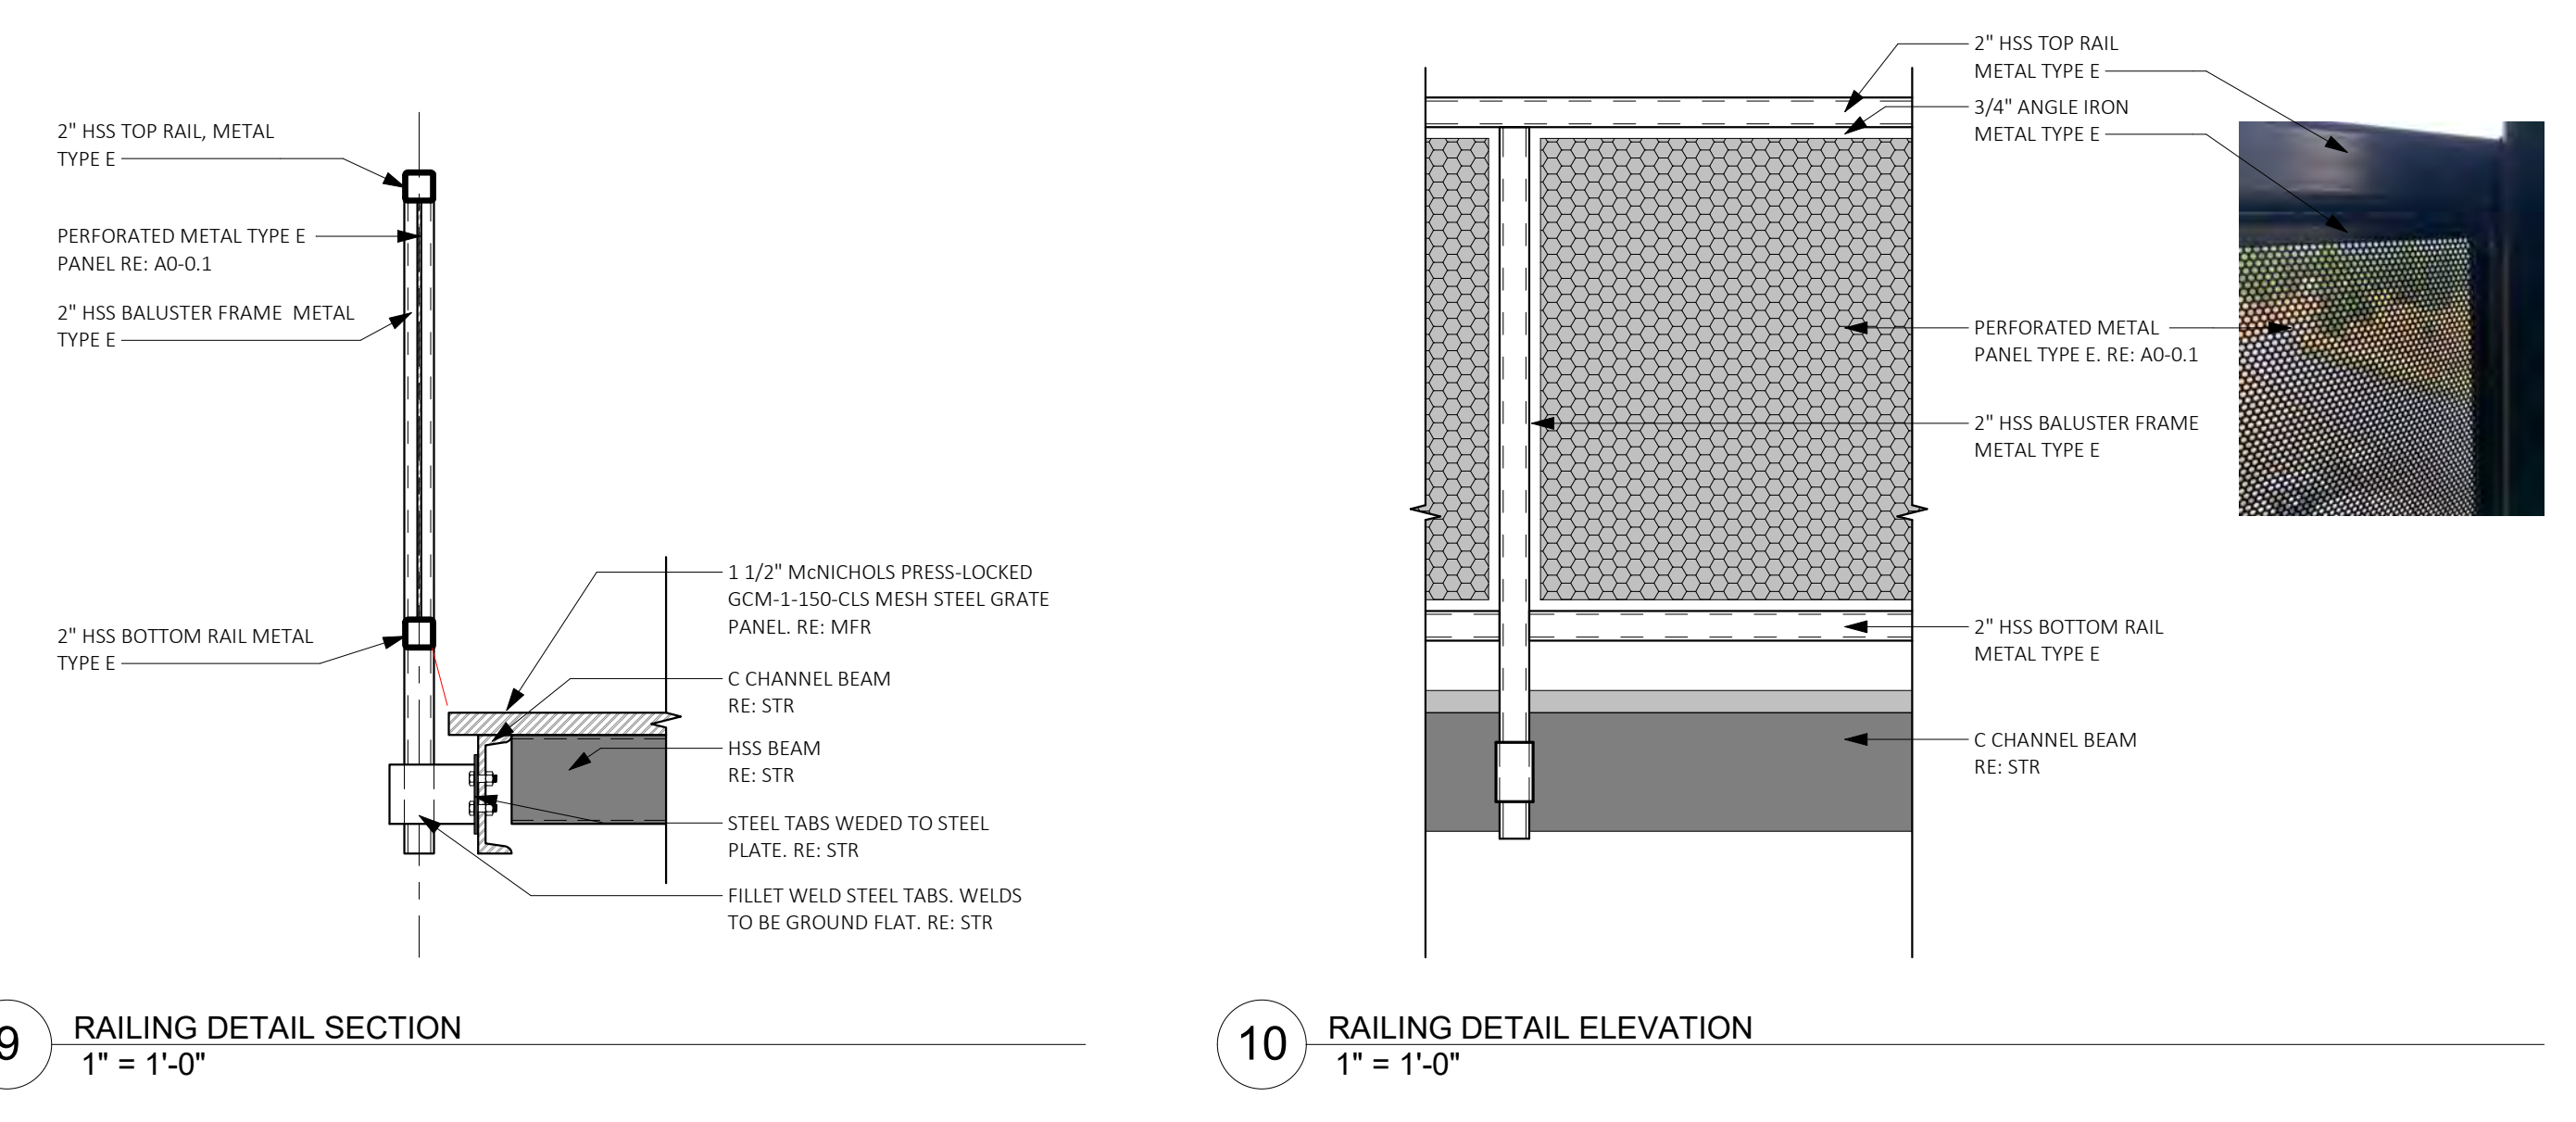 2" HSS TOP RAIL, METAL
TYPE E
PERFORATED METAL TYPE E
PANEL RE: A0-0.1
2" HSS BALUSTER FRAME  METAL
TYPE E
2" HSS BOTTOM RAIL METAL
TYPE E
1 1/2" McNICHOLS PRESS-LOCKED
GCM-1-150-CLS MESH STEEL GRATE
PANEL. RE: MFR
C CHANNEL BEAM
RE: STR
HSS BEAM
RE: STR
STEEL TABS WEDED TO STEEL
PLATE. RE: STR
FILLET WELD STEEL TABS. WELDS
TO BE GROUND FLAT. RE: STR
9
RAILING DETAIL SECTION
1" = 1'-0"
2" HSS TOP RAIL
METAL TYPE E
3/4" ANGLE IRON
METAL TYPE E
PERFORATED METAL
PANEL TYPE E. RE: A0-0.1
2" HSS BALUSTER FRAME
METAL TYPE E
2" HSS BOTTOM RAIL
METAL TYPE E
C CHANNEL BEAM
RE: STR
10
RAILING DETAIL ELEVATION
1" = 1'-0"